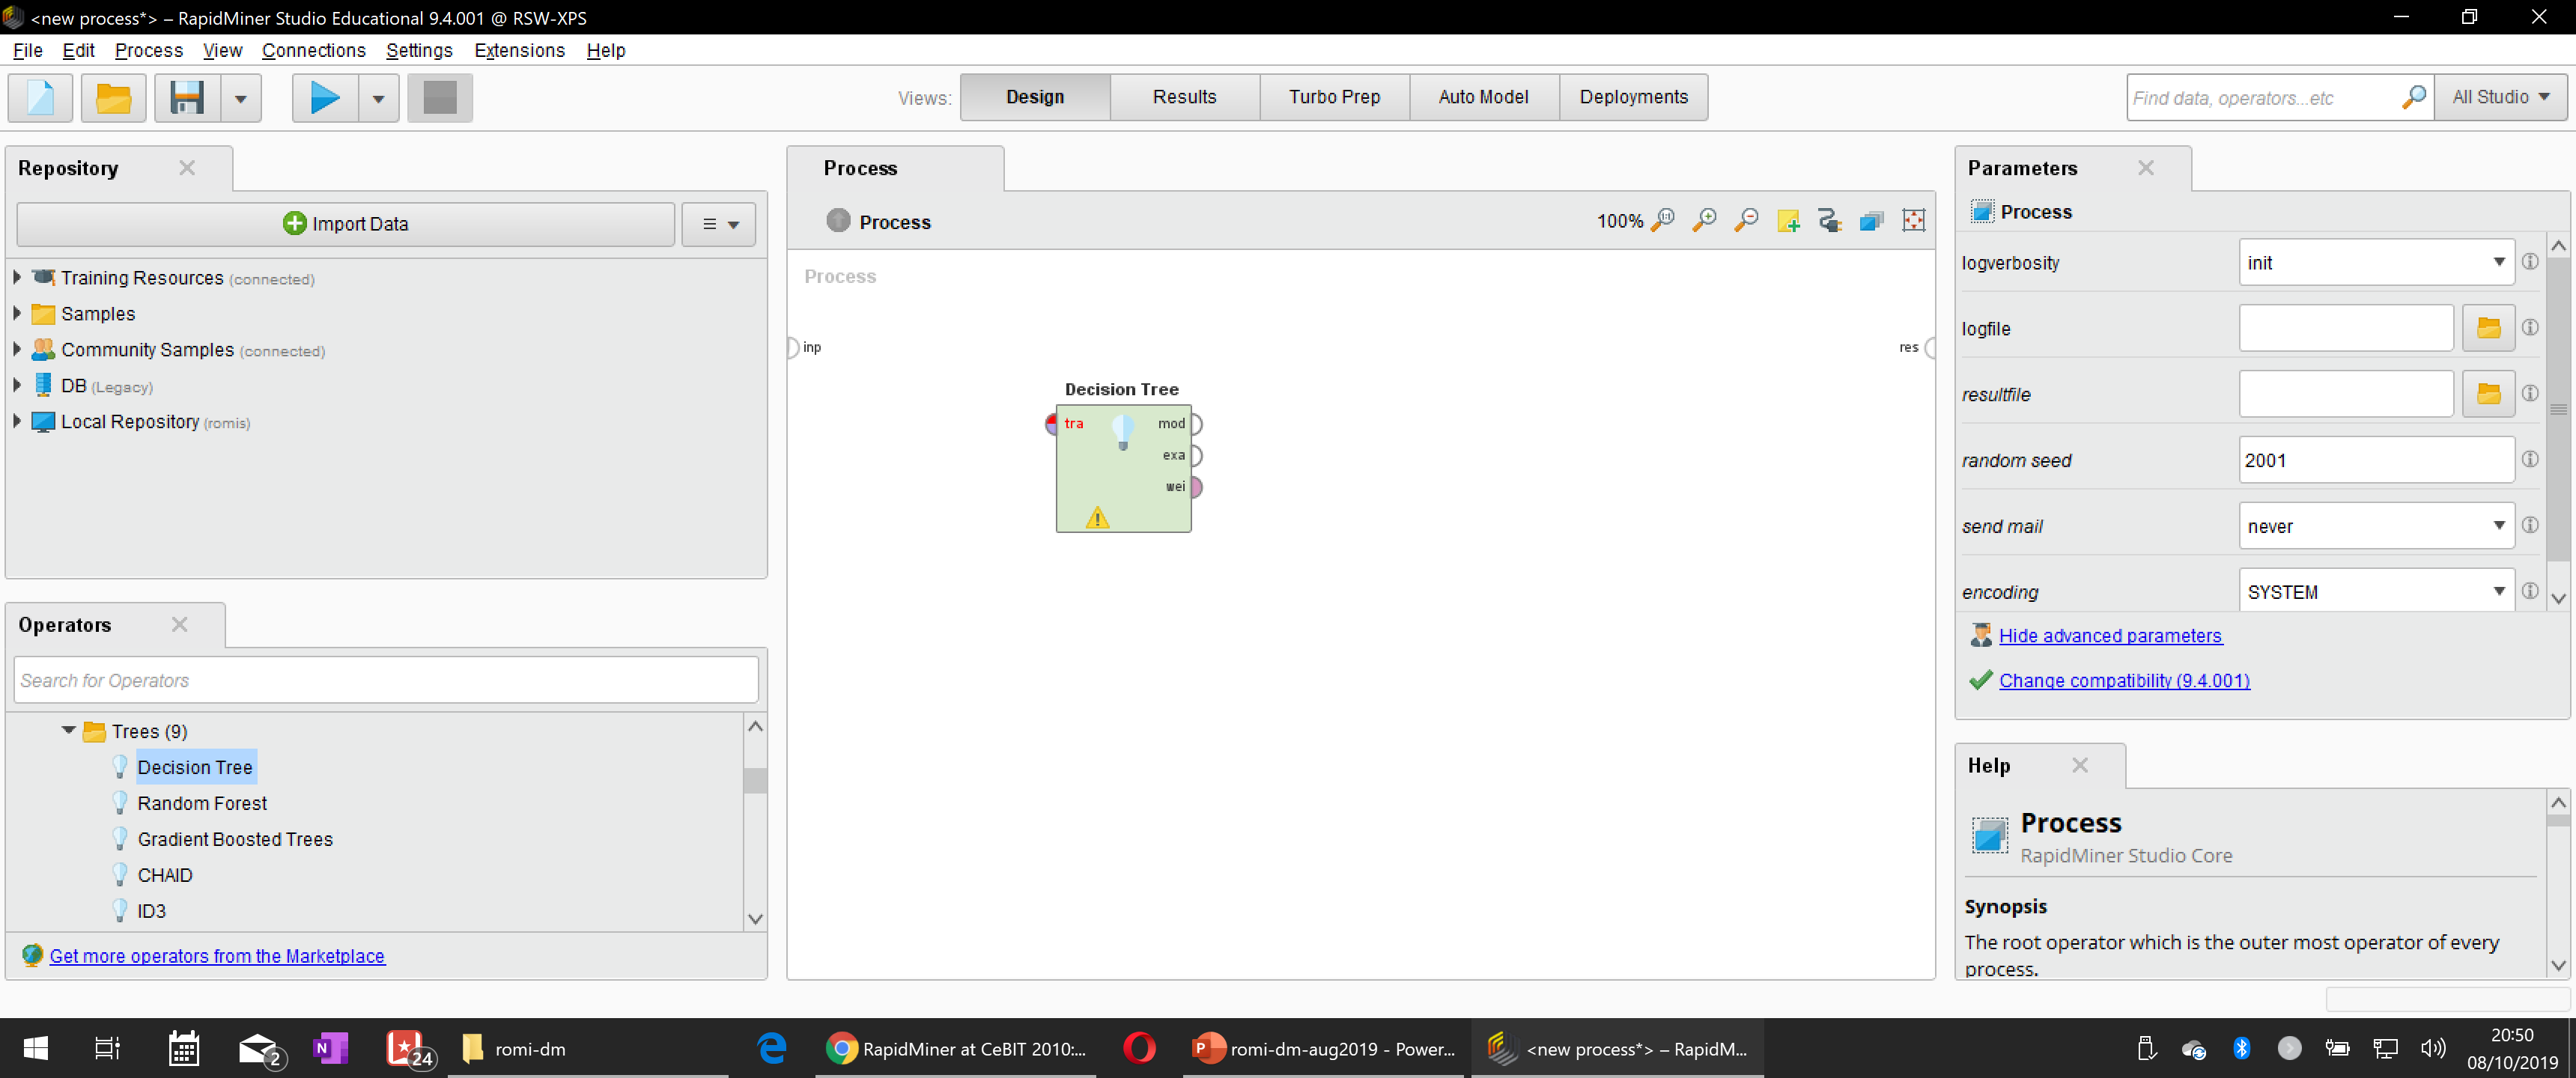 <new process*> – RapidMiner Studio Educational 9.4.001 @ RSW-XPS
File Edit Process View Connections Settings Extensions Help
Views: Design Results Turbo Prep Auto Model Deployments
Find data, operators...etc All Studio
Repository
Import Data
Training Resources (connected)
Samples
Community Samples (connected)
DB (Legacy)
Local Repository (romis)
Operators
Search for Operators
Trees (9)
Decision Tree
Random Forest
Gradient Boosted Trees
CHAID
ID3
Get more operators from the Marketplace
Process
Process
100%
Process
inp
res
Decision Tree
tra mod
exa
wei
Parameters
Process
logverbosity init
logfile
resultfile
random seed 2001
send mail never
encoding SYSTEM
Hide advanced parameters
Change compatibility (9.4.001)
Help
Process
RapidMiner Studio Core
Synopsis
The root operator which is the outer most operator of every
process.
2
N
24
romi-dm
RapidMiner at CeBIT 2010:...
P
romi-dm-aug2019 - Power...
<new process*> – RapidM...
20:50
08/10/2019